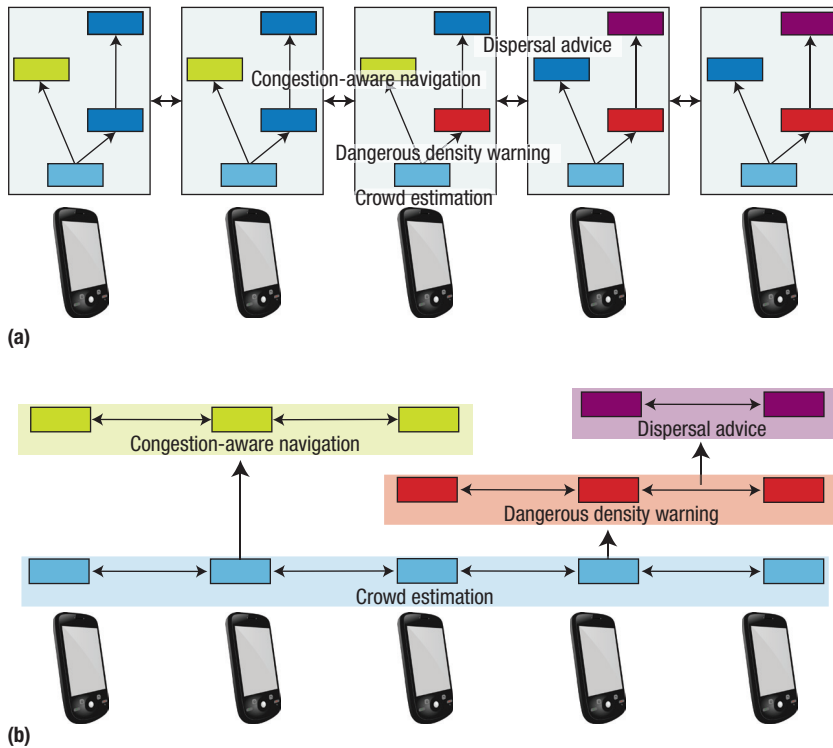 Dispersal advice
Congestion-aware navigation
Dangerous density warning
Crowd estimation
(a)
Congestion-aware navigation
Dispersal advice
Dangerous density warning
Crowd estimation
(b)